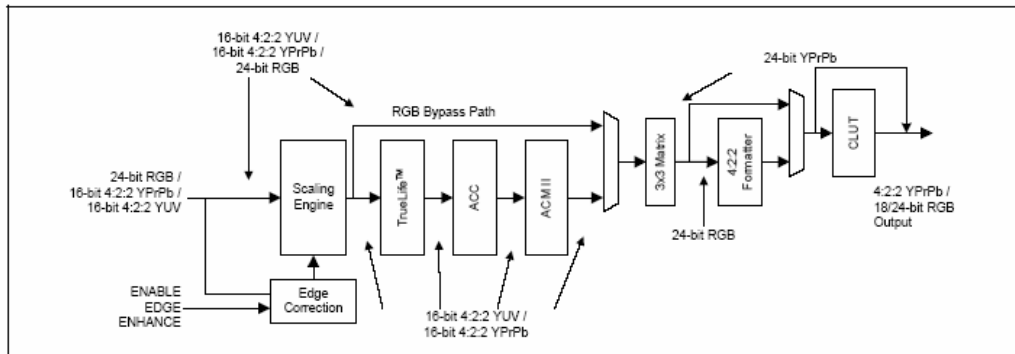 16-bit 4:2:2 YUV /
16-bit 4:2:2 YPrPb /
24-bit RGB
24-bit YPrPb
RGB Bypass Path
24-bit RGB /
16-bit 4:2:2 YPrPb /
16-bit 4:2:2 YUV
Scaling
Engine
TrueLife™
ACC
ACMII
3x3 Matrix
4:2:2
Formatter
CLUT
4:2:2 YPrPb /
18/24-bit RGB
Output
24-bit RGB
ENABLE
EDGE
ENHANCE
Edge
Correction
16-bit 4:2:2 YUV /
16-bit 4:2:2 YPrPb